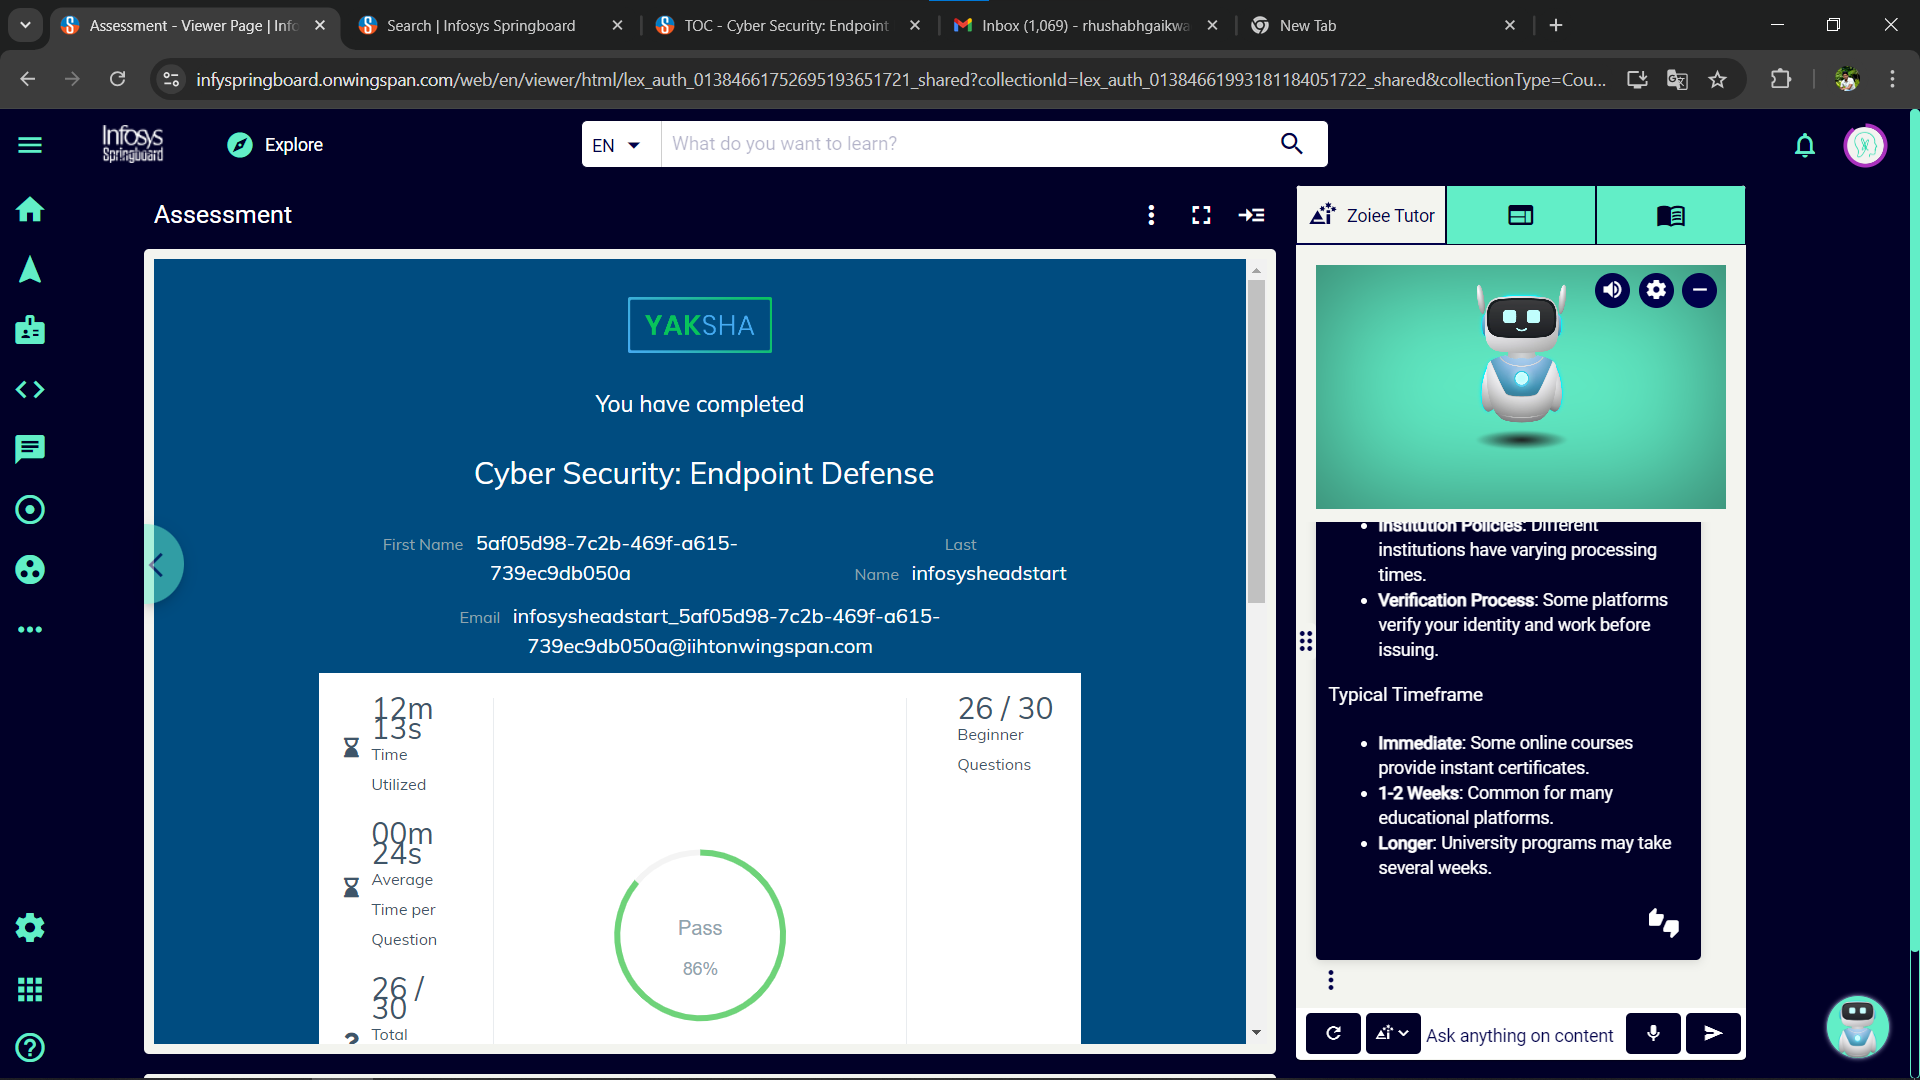 Assessment - Viewer Page | Info
Search | Infosys Springboard
TOC - Cyber Security: Endpoint
Inbox (1,069) - rhushabhgaikwa
New Tab
infyspringboard.onwingspan.com/web/en/viewer/html/lex_auth_01384661752695193651721_shared?collectionId=lex_auth_01384661993181184051722_shared&collectionType=Cou...
Infosys
Springboard
Explore
EN
What do you want to learn?
Assessment
Zoiee Tutor
YAKSHA
You have completed
Cyber Security: Endpoint Defense
First Name 5af05d98-7c2b-469f-a615-
739ec9db050a
Last
Name infosysheadstart
Email infosysheadstart_5af05d98-7c2b-469f-a615-
739ec9db050a@iihtonwingspan.com
12m
13s
Time
Utilized
00m
24s
Average
Time per
Question
26 /
30
Total
Pass
86%
26 / 30
Beginner
Questions
Institution Policies: Different
institutions have varying processing
times.
Verification Process: Some platforms
verify your identity and work before
issuing.
Typical Timeframe
Immediate: Some online courses
provide instant certificates.
1-2 Weeks: Common for many
educational platforms.
Longer: University programs may take
several weeks.
Ask anything on content